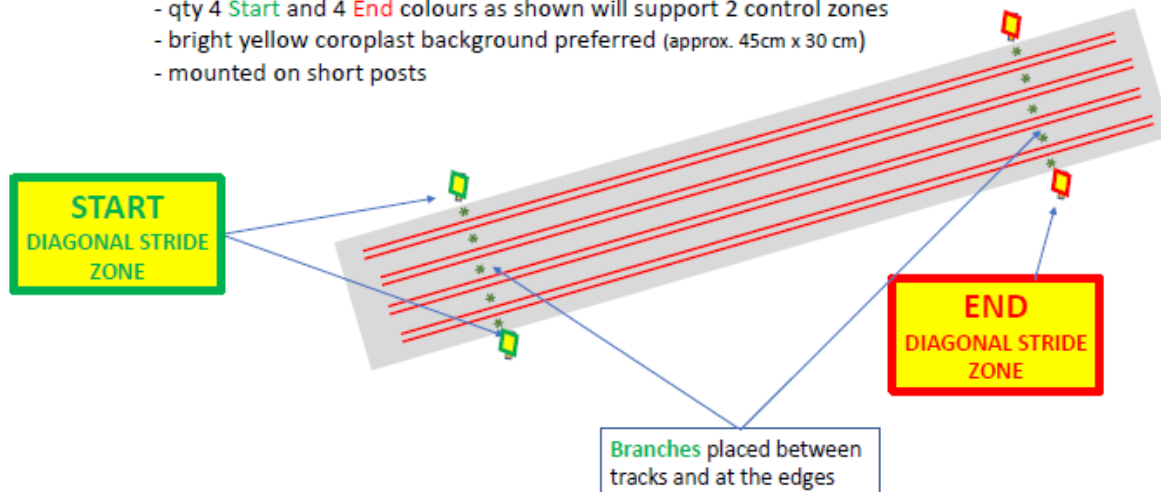 - qty 4 Start and 4 End colours as shown will support 2 control zones
- bright yellow coroplast background preferred (approx. 45cm x 30 cm)
- mounted on short posts
START
DIAGONAL STRIDE
ZONE
END
DIAGONAL STRIDE
ZONE
Branches placed between
tracks and at the edges